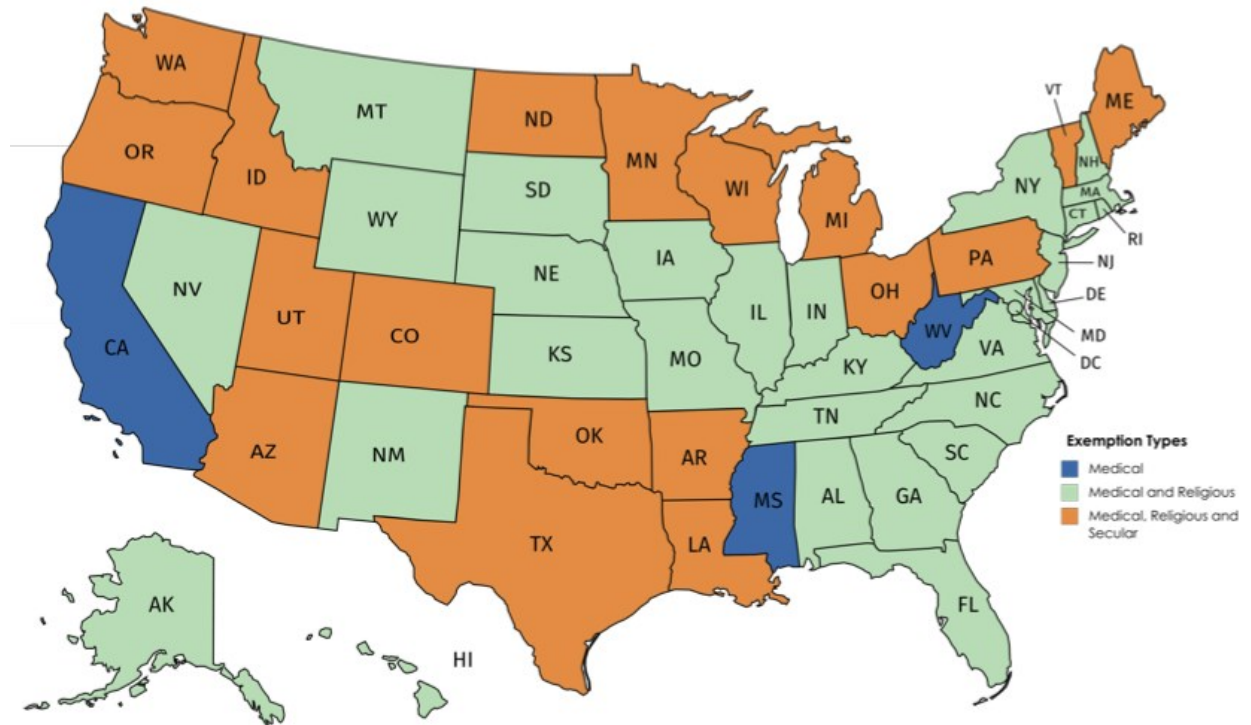 WA
MT
ND
MN
VT
ME
OR
ID
SD
WI
MI
NY
NH
MA
CT
RI
WY
NE
IA
PA
NJ
NV
UT
CO
KS
MO
IL
IN
OH
WV
DE
MD
DC
CA
KY
VA
AZ
NM
OK
AR
TN
NC
SC
MS
AL
GA
TX
LA
FL
AK
HI
Exemption Types
Medical
Medical and Religious
Medical, Religious and
Secular